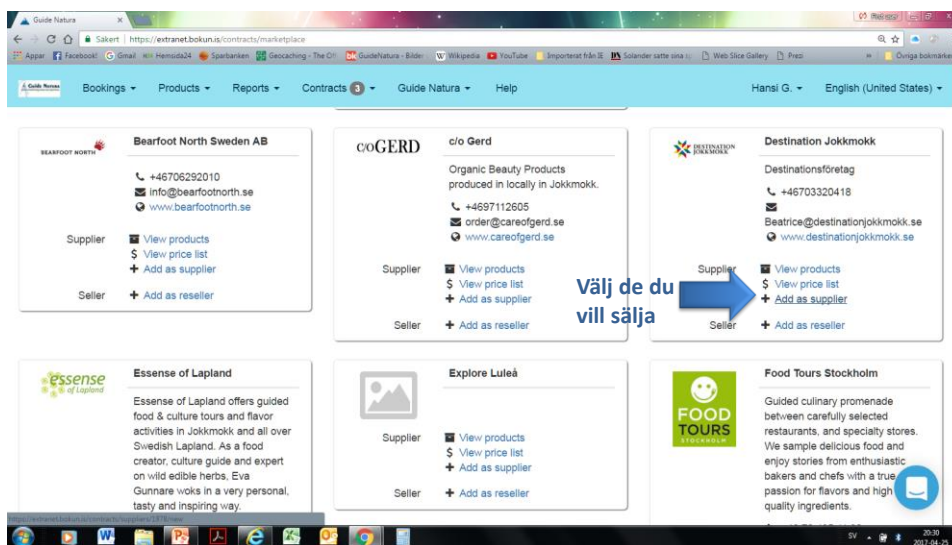 Guide Natura
Säkert | https://extranet.bokun.is/contracts/marketplace
Appar Facebook! Gmail Hemsida24 Sparbanken Geocaching - The Of GuideNatura - Bilder Wikipedia YouTube Importerat från IE Solander satte sina Web Slice Gallery Prezi » Övriga bokmärken
Guide Natura Bookings Products Reports Contracts 3 Guide Natura Help Hansi G. English (United States)
BEARFOOT NORTH
Bearfoot North Sweden AB
+46706292010
info@bearfootnorth.se
www.bearfootnorth.se
Supplier View products
$ View price list
+ Add as supplier
Seller + Add as reseller
c/oGERD
c/o Gerd
Organic Beauty Products
produced in locally in Jokkmokk.
+4697112605
order@careofgerd.se
www.careofgerd.se
Supplier View products
$ View price list
+ Add as supplier
Seller + Add as reseller
DESTINATION
JOKKMOKK
Destination Jokkmokk
Destinationsföretag
+46703320418
Beatrice@destinationjokkmokk.se
www.destinationjokkmokk.se
Supplier View products
$ View price list
+ Add as supplier
Seller + Add as reseller
Välj de du
vill sälja
essense
of Lapland
Essense of Lapland
Essense of Lapland offers guided
food & culture tours and flavor
activities in Jokkmokk and all over
Swedish Lapland. As a food
creator, culture guide and expert
on wild edible herbs, Eva
Gunnare woks in a very personal,
tasty and inspiring way.
Explore Luleå
Supplier View products
$ View price list
+ Add as supplier
Seller + Add as reseller
FOOD
TOURS
STOCKHOLM
Food Tours Stockholm
Guided culinary promenade
between carefully selected
restaurants, and specialty stores.
We sample delicious food and
enjoy stories from enthusiastic
bakers and chefs with a true
passion for flavors and high
quality ingredients.
SV
20:30
2017-04-25